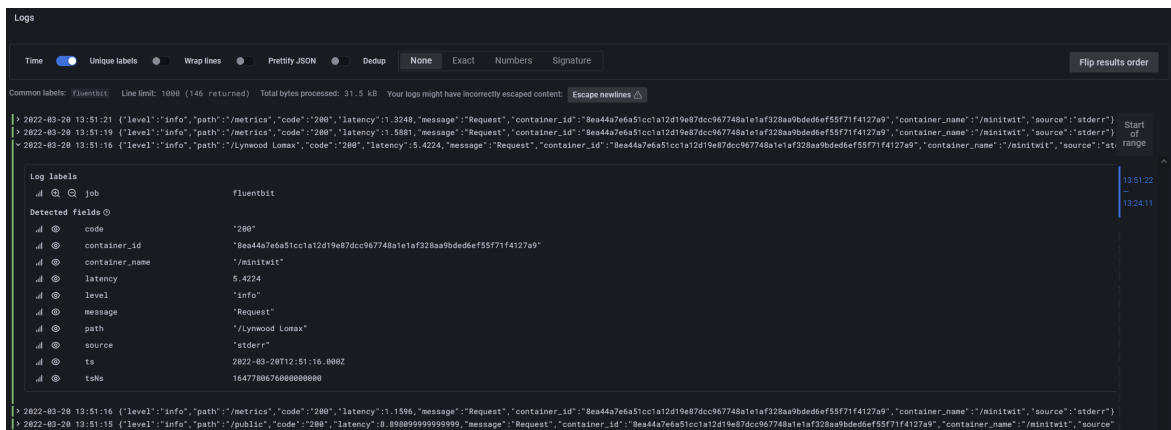 Logs
Time Unique labels Wrap lines Prettify JSON Dedup None Exact Numbers Signature Flip results order
Common labels: fluentbit Line limit: 1000 (146 returned) Total bytes processed: 31.5 kB Your logs might have incorrectly escaped content: Escape newlines
> 2022-03-20 13:51:21 {"level":"info","path":"/metrics","code":"200","latency":1.3248,"message":"Request","container_id":"8ea44a7e6a51cc1a12d19e87dcc967748a1e1af328aa9bded6ef55f71f4127a9","container_name":"/minitwit","source":"stderr"}
> 2022-03-20 13:51:19 {"level":"info","path":"/metrics","code":"200","latency":1.5881,"message":"Request","container_id":"8ea44a7e6a51cc1a12d19e87dcc967748a1e1af328aa9bded6ef55f71f4127a9","container_name":"/minitwit","source":"stderr"}
2022-03-20 13:51:16 {"level":"info","path":"/Lynwood Lomax","code":"200","latency":5.4224,"message":"Request","container_id":"8ea44a7e6a51cc1a12d19e87dcc967748a1e1af328aa9bded6ef55f71f4127a9","container_name":"/minitwit","source":"st
Start
of
range
Log labels
job fluentbit
Detected fields
code "200"
container_id "8ea44a7e6a51cc1a12d19e87dcc967748a1e1af328aa9bded6ef55f71f4127a9"
container_name "/minitwit"
latency 5.4224
level "info"
message "Request"
path "/Lynwood Lomax"
source "stderr"
ts 2022-03-20T12:51:16.000Z
tsNs 1647780676000000000
13:51:22
—
13:24:11
> 2022-03-20 13:51:16 {"level":"info","path":"/metrics","code":"200","latency":1.1596,"message":"Request","container_id":"8ea44a7e6a51cc1a12d19e87dcc967748a1e1af328aa9bded6ef55f71f4127a9","container_name":"/minitwit","source":"stderr"}
> 2022-03-20 13:51:15 {"level":"info","path":"/public","code":"200","latency":8.898099999999999,"message":"Request","container_id":"8ea44a7e6a51cc1a12d19e87dcc967748a1e1af328aa9bded6ef55f71f4127a9","container_name":"/minitwit","source"